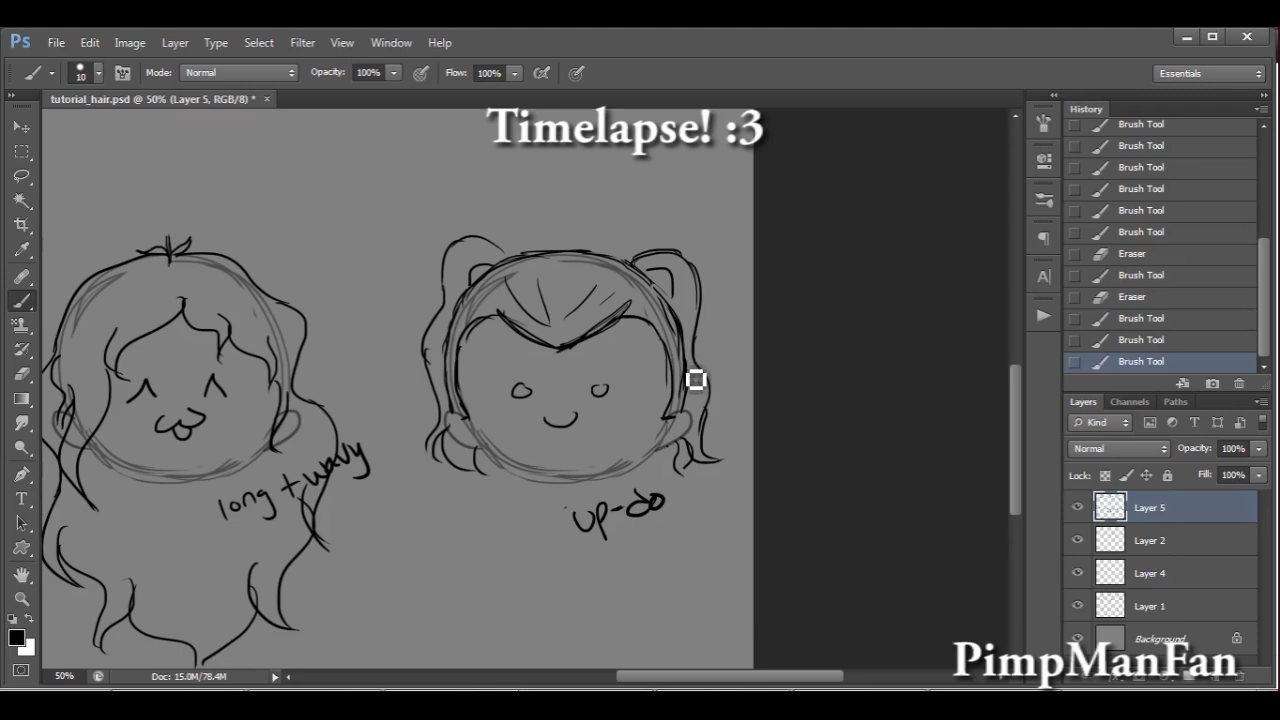 Ps File Edit Image Layer Type Select Filter View Window Help
10 Mode: Normal Opacity: 100% Flow: 100% Essentials
tutorial_hair.psd @ 50% (Layer 5, RGB/8) * ×
Timelapse! :3
History
Brush Tool
Brush Tool
Brush Tool
Brush Tool
Brush Tool
Brush Tool
Eraser
Brush Tool
Eraser
Brush Tool
Brush Tool
Brush Tool
Layers Channels Paths
Kind
Normal Opacity: 100%
Lock: Fill: 100%
Layer 5
Layer 2
Layer 4
Layer 1
Background
long + wavy
up-do
PimpManFan
50% Doc: 15.0M/78.4M